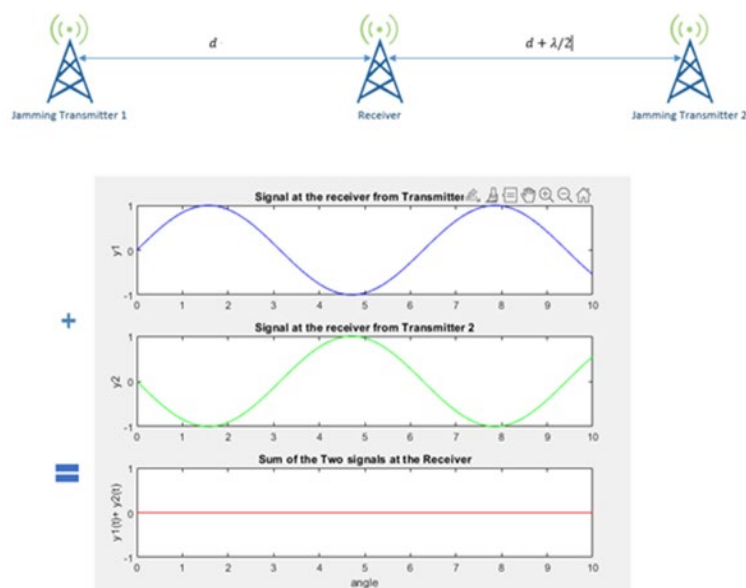 d
d + λ/2|
Jamming Transmitter 1
Receiver
Jamming Transmitter 2
Signal at the receiver from Transmitter
1
0
-1
y1
0 1 2 3 4 5 6 7 8 9 10
+
Signal at the receiver from Transmitter 2
1
0
-1
y2
0 1 2 3 4 5 6 7 8 9 10
=
Sum of the Two signals at the Receiver
1
0
-1
y1(t)+ y2(t)
0 1 2 3 4 5 6 7 8 9 10
angle